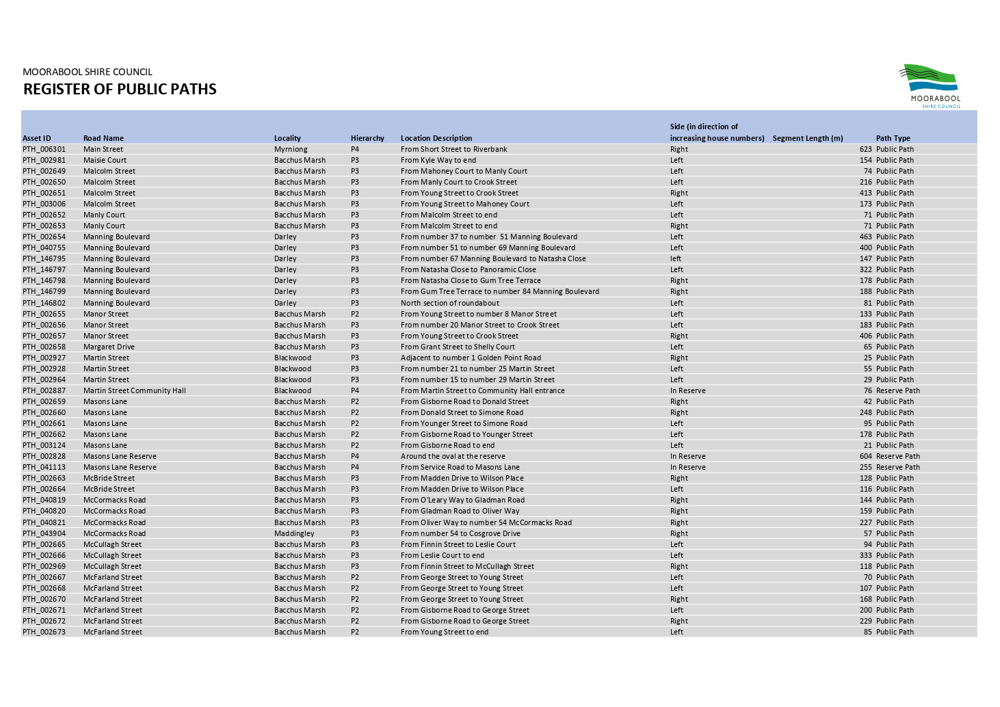 MOORABOOL SHIRE COUNCIL
REGISTER OF PUBLIC PATHS
MOORABOOL
SHIRE COUNCIL
Side (in direction of
Asset ID Road Name Locality Hierarchy Location Description increasing house numbers) Segment Length (m) Path Type
PTH_006301 Main Street Myrniong P4 From Short Street to Riverbank Right 623 Public Path
PTH_002981 Maisie Court Bacchus Marsh P3 From Kyle Way to end Left 154 Public Path
PTH_002649 Malcolm Street Bacchus Marsh P3 From Mahoney Court to Manly Court Left 74 Public Path
PTH_002650 Malcolm Street Bacchus Marsh P3 From Manly Court to Crook Street Left 216 Public Path
PTH_002651 Malcolm Street Bacchus Marsh P3 From Young Street to Crook Street Right 413 Public Path
PTH_003006 Malcolm Street Bacchus Marsh P3 From Young Street to Mahoney Court Left 173 Public Path
PTH_002652 Manly Court Bacchus Marsh P3 From Malcolm Street to end Left 71 Public Path
PTH_002653 Manly Court Bacchus Marsh P3 From Malcolm Street to end Right 71 Public Path
PTH_002654 Manning Boulevard Darley P3 From number 37 to number 51 Manning Boulevard Left 463 Public Path
PTH_040755 Manning Boulevard Darley P3 From number 51 to number 69 Manning Boulevard Left 400 Public Path
PTH_146795 Manning Boulevard Darley P3 From number 67 Manning Boulevard to Natasha Close left 147 Public Path
PTH_146797 Manning Boulevard Darley P3 From Natasha Close to Panoramic Close Left 322 Public Path
PTH_146798 Manning Boulevard Darley P3 From Natasha Close to Gum Tree Terrace Right 178 Public Path
PTH_146799 Manning Boulevard Darley P3 From Gum Tree Terrace to number 84 Manning Boulevard Right 188 Public Path
PTH_146802 Manning Boulevard Darley P3 North section of roundabout Left 81 Public Path
PTH_002655 Manor Street Bacchus Marsh P2 From Young Street to number 8 Manor Street Left 133 Public Path
PTH_002656 Manor Street Bacchus Marsh P3 From number 20 Manor Street to Crook Street Left 183 Public Path
PTH_002657 Manor Street Bacchus Marsh P3 From Young Street to Crook Street Right 406 Public Path
PTH_002658 Margaret Drive Bacchus Marsh P3 From Grant Street to Shelly Court Left 65 Public Path
PTH_002927 Martin Street Blackwood P3 Adjacent to number 1 Golden Point Road Right 25 Public Path
PTH_002928 Martin Street Blackwood P3 From number 21 to number 25 Martin Street Left 55 Public Path
PTH_002964 Martin Street Blackwood P3 From number 15 to number 29 Martin Street Left 29 Public Path
PTH_002887 Martin Street Community Hall Blackwood P4 From Martin Street to Community Hall entrance In Reserve 76 Reserve Path
PTH_002659 Masons Lane Bacchus Marsh P2 From Gisborne Road to Donald Street Right 42 Public Path
PTH_002660 Masons Lane Bacchus Marsh P2 From Donald Street to Simone Road Right 248 Public Path
PTH_002661 Masons Lane Bacchus Marsh P2 From Younger Street to Simone Road Left 95 Public Path
PTH_002662 Masons Lane Bacchus Marsh P2 From Gisborne Road to Younger Street Left 178 Public Path
PTH_003124 Masons Lane Bacchus Marsh P2 From Gisborne Road to end Left 21 Public Path
PTH_002828 Masons Lane Reserve Bacchus Marsh P4 Around the oval at the reserve In Reserve 604 Reserve Path
PTH_041113 Masons Lane Reserve Bacchus Marsh P4 From Service Road to Masons Lane In Reserve 255 Reserve Path
PTH_002663 McBride Street Bacchus Marsh P3 From Madden Drive to Wilson Place Right 128 Public Path
PTH_002664 McBride Street Bacchus Marsh P3 From Madden Drive to Wilson Place Left 116 Public Path
PTH_040819 McCormacks Road Bacchus Marsh P3 From O'Leary Way to Gladman Road Right 144 Public Path
PTH_040820 McCormacks Road Bacchus Marsh P3 From Gladman Road to Oliver Way Right 159 Public Path
PTH_040821 McCormacks Road Bacchus Marsh P3 From Oliver Way to number 54 McCormacks Road Right 227 Public Path
PTH_043904 McCormacks Road Maddingley P3 From number 54 to Cosgrove Drive Right 57 Public Path
PTH_002665 McCullagh Street Bacchus Marsh P3 From Finnin Street to Leslie Court Left 94 Public Path
PTH_002666 McCullagh Street Bacchus Marsh P3 From Leslie Court to end Left 333 Public Path
PTH_002969 McCullagh Street Bacchus Marsh P3 From Finnin Street to McCullagh Street Right 118 Public Path
PTH_002667 McFarland Street Bacchus Marsh P2 From George Street to Young Street Left 70 Public Path
PTH_002668 McFarland Street Bacchus Marsh P2 From George Street to Young Street Left 107 Public Path
PTH_002670 McFarland Street Bacchus Marsh P2 From George Street to Young Street Right 168 Public Path
PTH_002671 McFarland Street Bacchus Marsh P2 From Gisborne Road to George Street Left 200 Public Path
PTH_002672 McFarland Street Bacchus Marsh P2 From Gisborne Road to George Street Right 229 Public Path
PTH_002673 McFarland Street Bacchus Marsh P2 From Young Street to end Left 85 Public Path